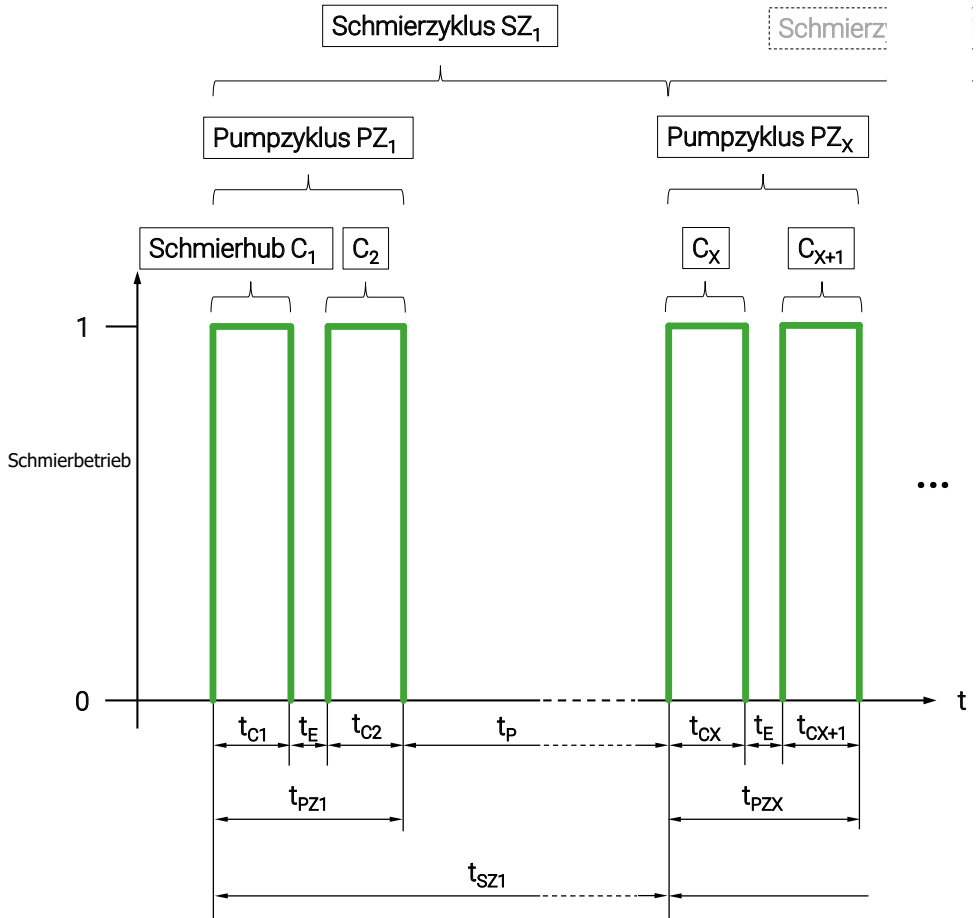 Schmierzyklus SZ1
Schmierzy
Pumpzyklus PZ1
Pumpzyklus PZX
Schmierhub C1
C2
CX
CX+1
1
Schmierbetrieb
...
0
t
tC1
tE
tC2
tP
tCX
tE
tCX+1
tPZ1
tPZX
tSZ1